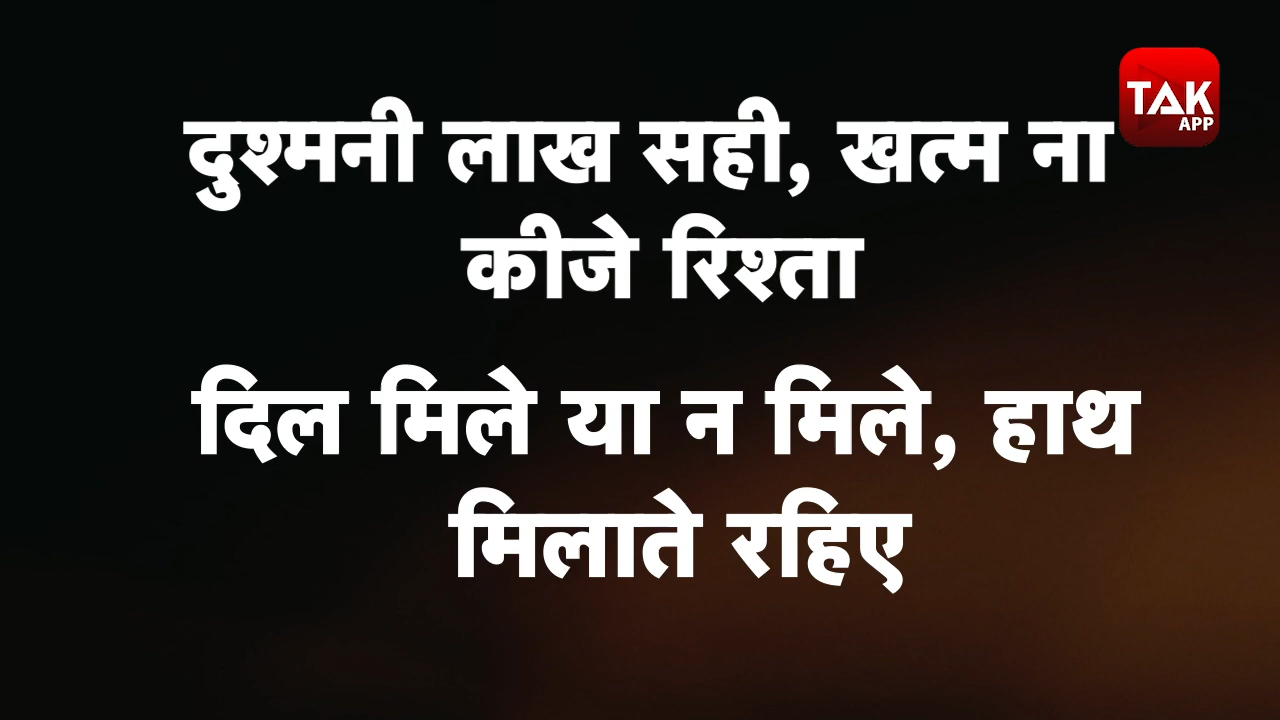 TAK
APP
दुश्मनी लाख सही, खत्म ना
कीजे रिश्ता
दिल मिले या न मिले, हाथ
मिलाते रहिए